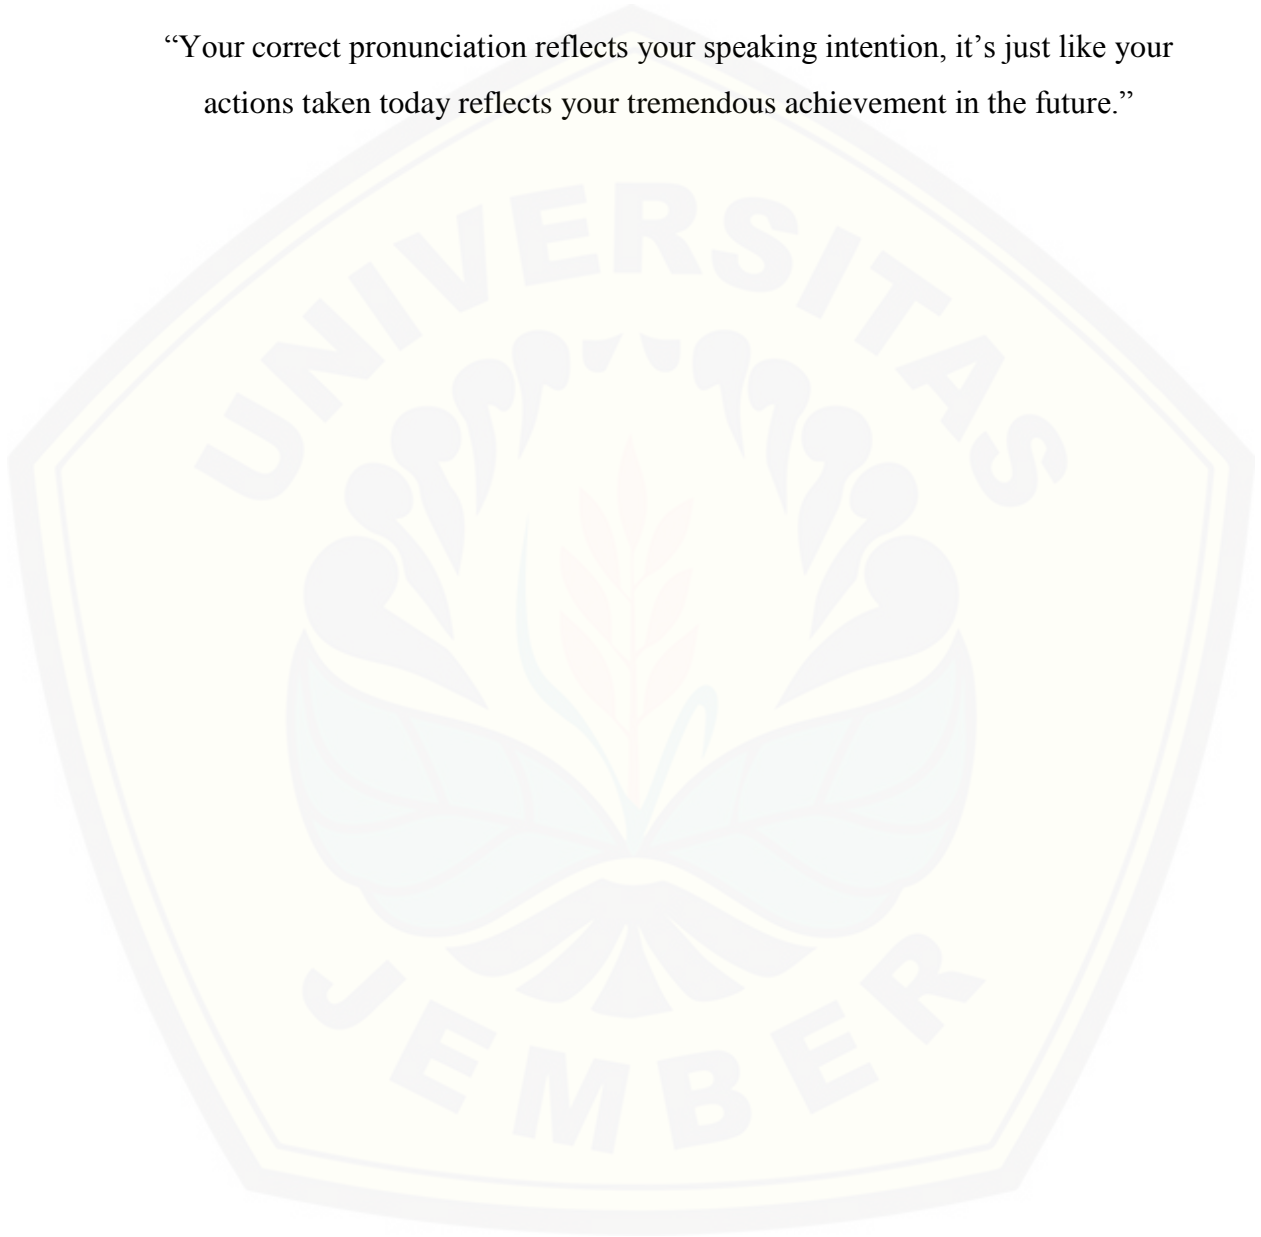 “Your correct pronunciation reflects your speaking intention, it’s just like your
actions taken today reflects your tremendous achievement in the future.”
UNIVERSITAS
JEMBER